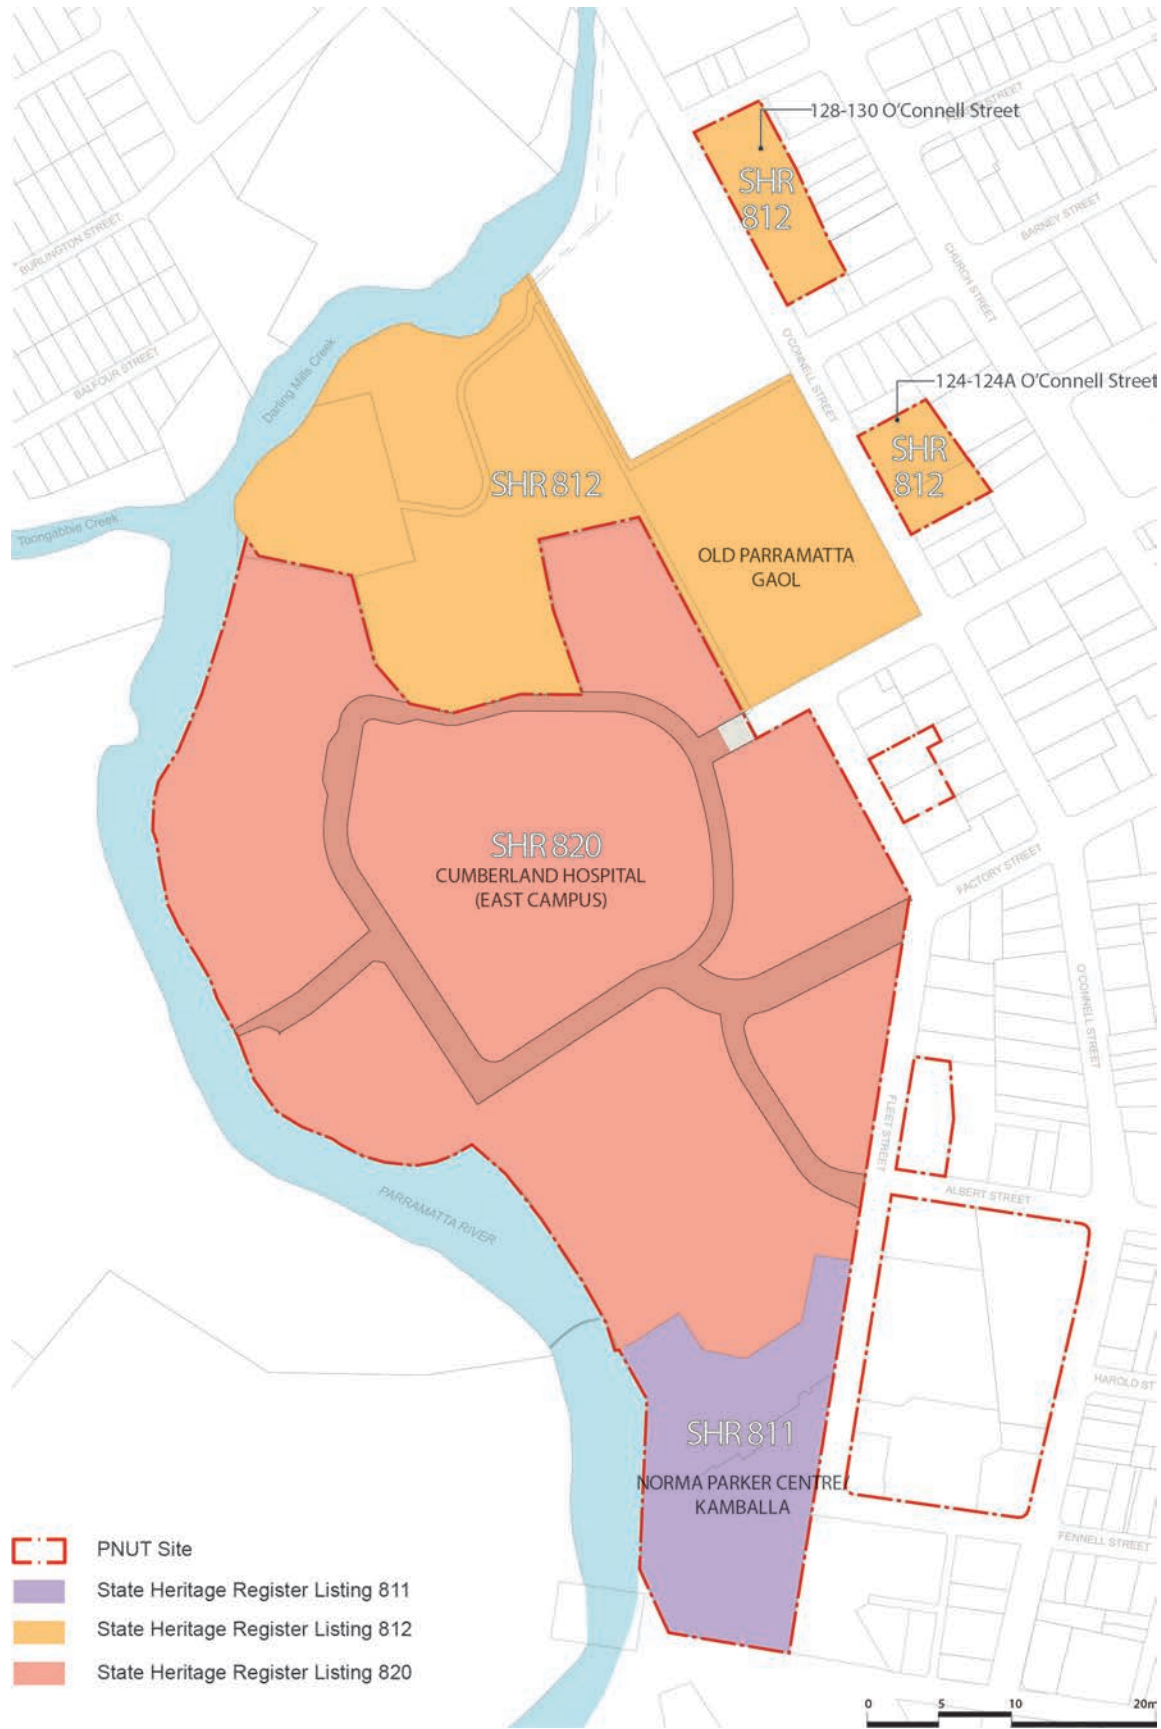 128-130 O'Connell Street
STREET
SHR
812
BURLINGTON STREET
BARNEY STREET
CHURCH STREET
O'CONNELL STREET
BALFOUR STREET
Darling Mills Creek
124-124A O'Connell Street
SHR
812
SHR 812
Toongabbie Creek
OLD PARRAMATTA
GAOL
SHR 820
CUMBERLAND HOSPITAL
(EAST CAMPUS)
FACTORY STREET
O'CONNELL STREET
FLEET STREET
ALBERT STREET
PARRAMATTA RIVER
HAROLD ST
SHR 811
NORMA PARKER CENTRE/
KAMBALLA
FENNELL STREET
PNUT Site
State Heritage Register Listing 811
State Heritage Register Listing 812
State Heritage Register Listing 820
0 5 10 20m